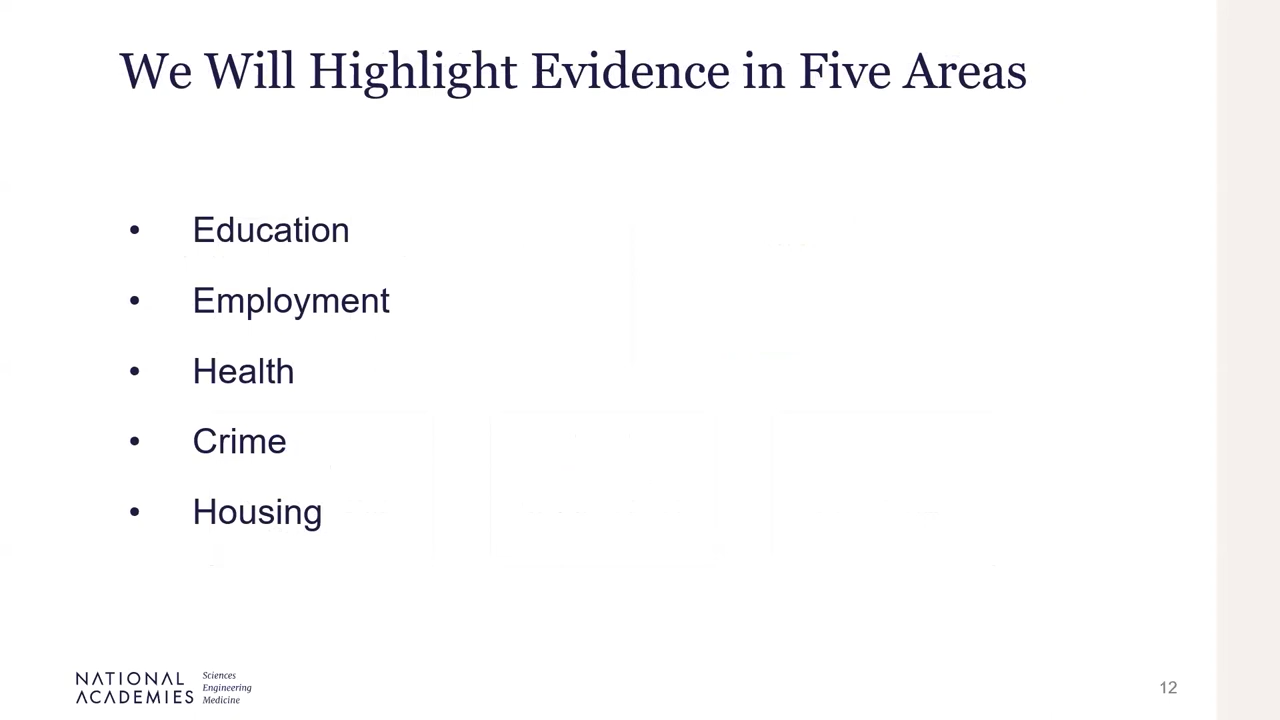 We Will Highlight Evidence in Five Areas
• Education
• Employment
• Health
• Crime
• Housing
NATIONAL
ACADEMIES
Sciences
Engineering
Medicine
12